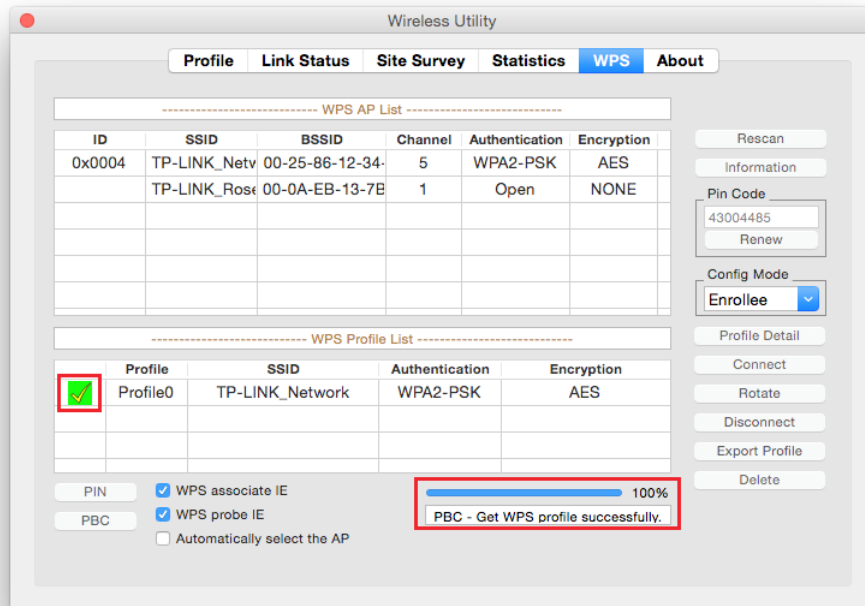 Wireless Utility
Profile Link Status Site Survey Statistics WPS About
---------------------------- WPS AP List ----------------------------
ID SSID BSSID Channel Authentication Encryption
0x0004 TP-LINK_Netw 00-25-86-12-34- 5 WPA2-PSK AES
TP-LINK_Rose 00-0A-EB-13-7B 1 Open NONE
Rescan
Information
Pin Code
43004485
Renew
Config Mode
Enrollee
---------------------------- WPS Profile List ----------------------------
Profile SSID Authentication Encryption
Profile0 TP-LINK_Network WPA2-PSK AES
Profile Detail
Connect
Rotate
Disconnect
Export Profile
Delete
PIN WPS associate IE 100%
PBC WPS probe IE PBC - Get WPS profile successfully.
Automatically select the AP